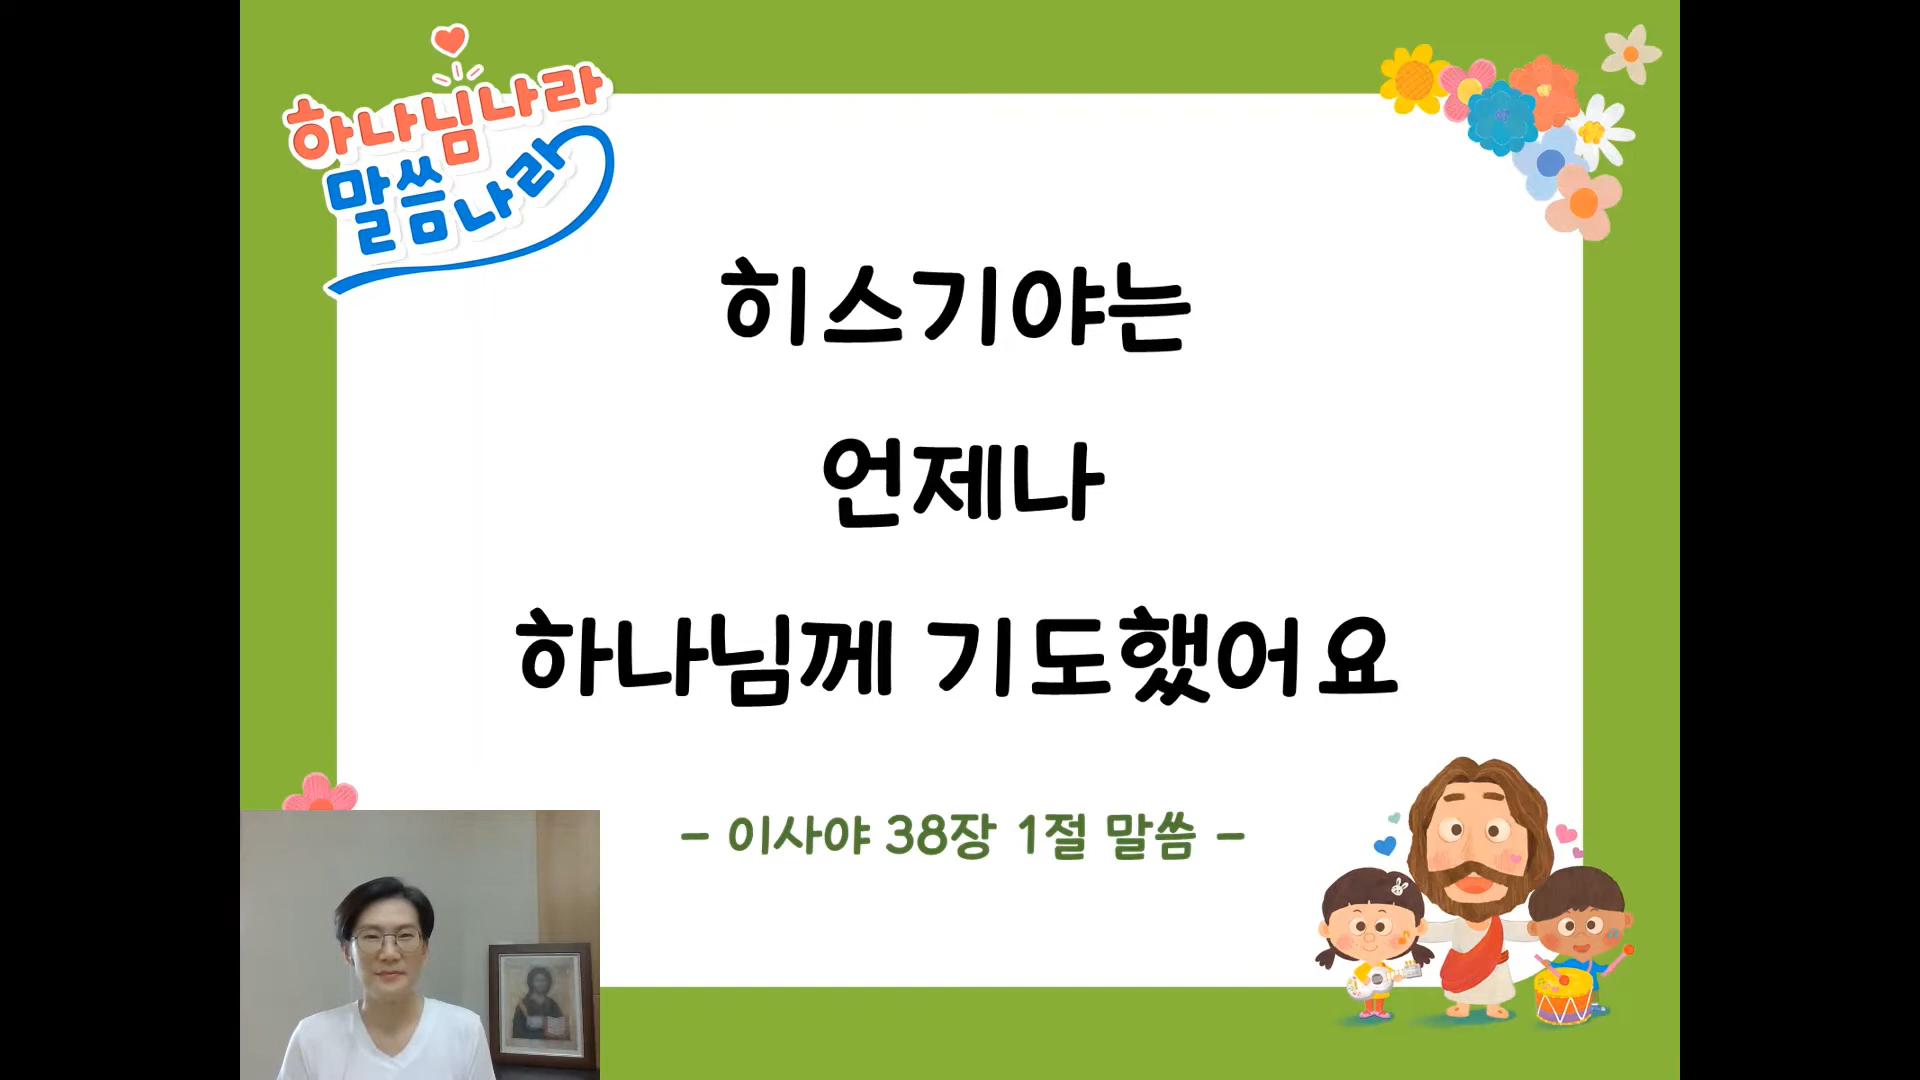 하나님나라
말씀나라
히스기야는
언제나
하나님께 기도했어요
- 이사야 38장 1절 말씀 -